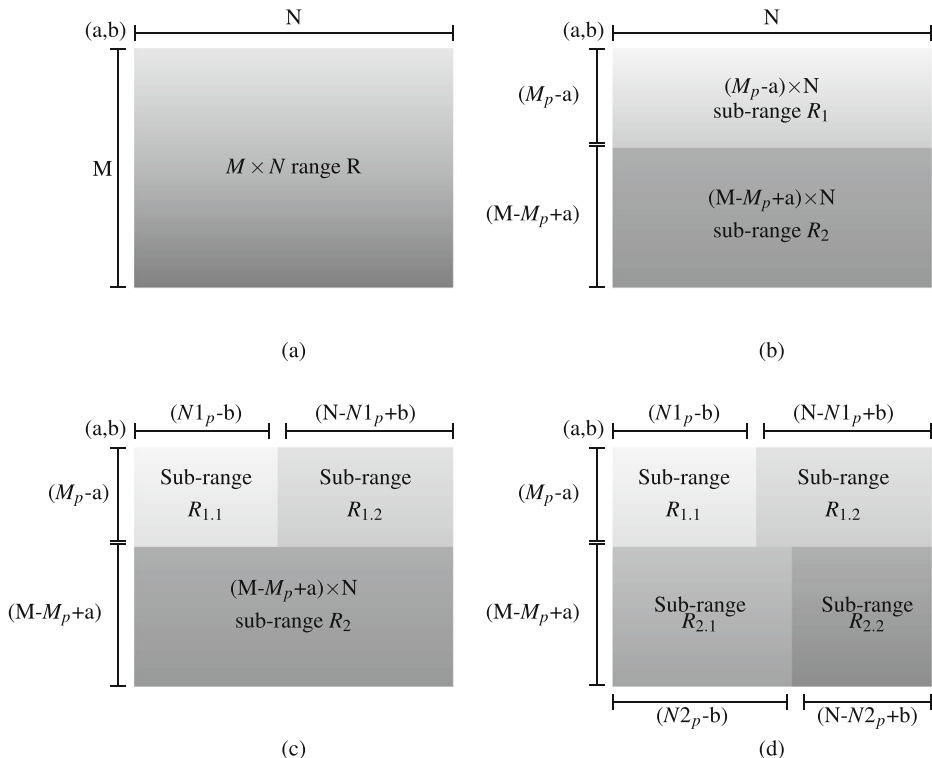 N
(a,b)
M
M × N range R
(a)
N
(a,b)
(Mₚ-a)
(Mₚ-a)×N
sub-range R₁
(M-Mₚ+a)
(M-Mₚ+a)×N
sub-range R₂
(b)
(N1ₚ-b) (N-N1ₚ+b)
(a,b)
(Mₚ-a)
Sub-range Sub-range
R₁.₁ R₁.₂
(M-Mₚ+a)
(M-Mₚ+a)×N
sub-range R₂
(c)
(N1ₚ-b) (N-N1ₚ+b)
(a,b)
(Mₚ-a)
Sub-range Sub-range
R₁.₁ R₁.₂
(M-Mₚ+a)
Sub-range Sub-range
R₂.₁ R₂.₂
(N2ₚ-b) (N-N2ₚ+b)
(d)